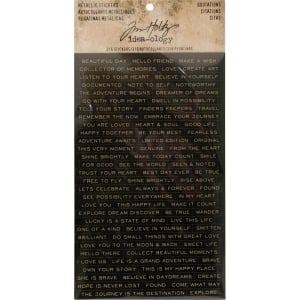 METALLIC STICKERS
QUOTATIONS
Tim Holtz
idea-ology
BEAUTIFUL DAY HELLO FRIEND MAKE A WISH
COLLECTOR OF MEMORIES LOVE CREATE ART
LISTEN TO YOUR HEART BELIEVE IN YOURSELF
DOCUMENTED NOTE TO SELF NOTEWORTHY
THE ADVENTURE BEGINS DREAMER OF DREAMS
GO WITH YOUR HEART DWELL IN POSSIBILITY
TELL YOUR STORY FINDERS KEEPERS TRAVEL
REMEMBER THE NOW EMBRACE YOUR JOURNEY
YOU ARE LOVED HEART & SOUL GOOD LIFE
HAPPY TOGETHER BE YOUR BEST FEARLESS
ADVENTURE AWAITS LIMITED EDITION ORIGINAL
THIS VERY MOMENT GENUINE FROM THE HEART
SHINE BRIGHTLY MAKE TODAY COUNT SMILE
FOR GOOD SEE THE WORLD SEEN & NOTED
TRUST YOUR HEART BEST DAY EVER BE TRUE
FREE TO FLY SHINE BRIGHTLY RISE ABOVE
LETS CELEBRATE ALWAYS & FOREVER FOUND
SEE POSSIBILITY EVERYWHERE IN MY HEART
LOVE YOU THIS HAPPY LIFE MAKE IT COUNT
EXPLORE DREAM DISCOVER BE TRUE WANDER
LUCKY IS A STATE OF MIND LIVE THIS LIFE
ONE OF A KIND BELIEVE IN YOURSELF SMITTEN
BRILLIANT DO SMALL THINGS WITH GREAT LOVE
LOVE YOU TO THE MOON & BACK SWEET LIFE
HELLO THERE COLLECT BEAUTIFUL MOMENTS
LOVE US LIFE IS A GRAND ADVENTURE BRAVE
OWN YOUR STORY THIS IS MY HAPPY PLACE
SHE IS BRAVE BELIEVE IN DAYDREAMS CREATE
HOPE IS NEVER LOST FOUND COME WHAT MAY
THE JOURNEY IS THE DESTINATION